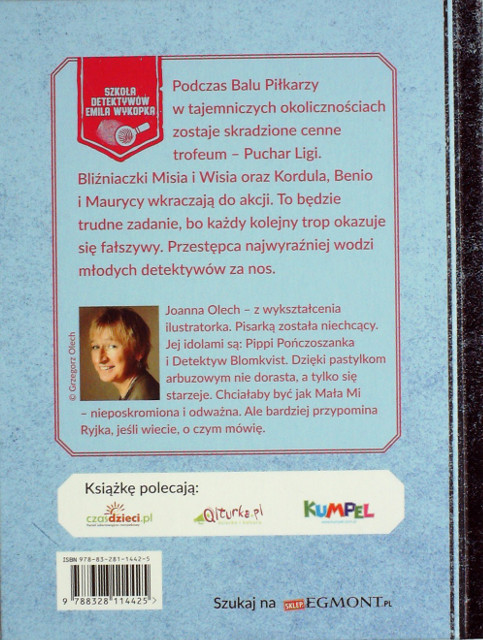 SZKOŁA
DETEKTYWÓW
EMILA WYKOPKA
Podczas Balu Piłkarzy
w tajemniczych okolicznościach
zostaje skradzione cenne
trofeum – Puchar Ligi.
Bliźniaczki Misia i Wisia oraz Kordula, Benio
i Maurycy wkraczają do akcji. To będzie
trudne zadanie, bo każdy kolejny trop okazuje
się fałszywy. Przestępca najwyraźniej wodzi
młodych detektywów za nos.
© Grzegorz Olech
Joanna Olech – z wykształcenia
ilustratorka. Pisarką została niechcący.
Jej idolami są: Pippi Pończoszanka
i Detektyw Blomkvist. Dzięki pastylkom
arbuzowym nie dorasta, a tylko się
starzeje. Chciałaby być jak Mała Mi
– nieposkromiona i odważna. Ale bardziej przypomina
Ryjka, jeśli wiecie, o czym mówię.
Książkę polecają:
czasdzieci.pl
Qlturka.pl
KUMPEL
ISBN 978-83-281-1442-5
9 788328 114425
Szukaj na SKLEP EGMONT.PL